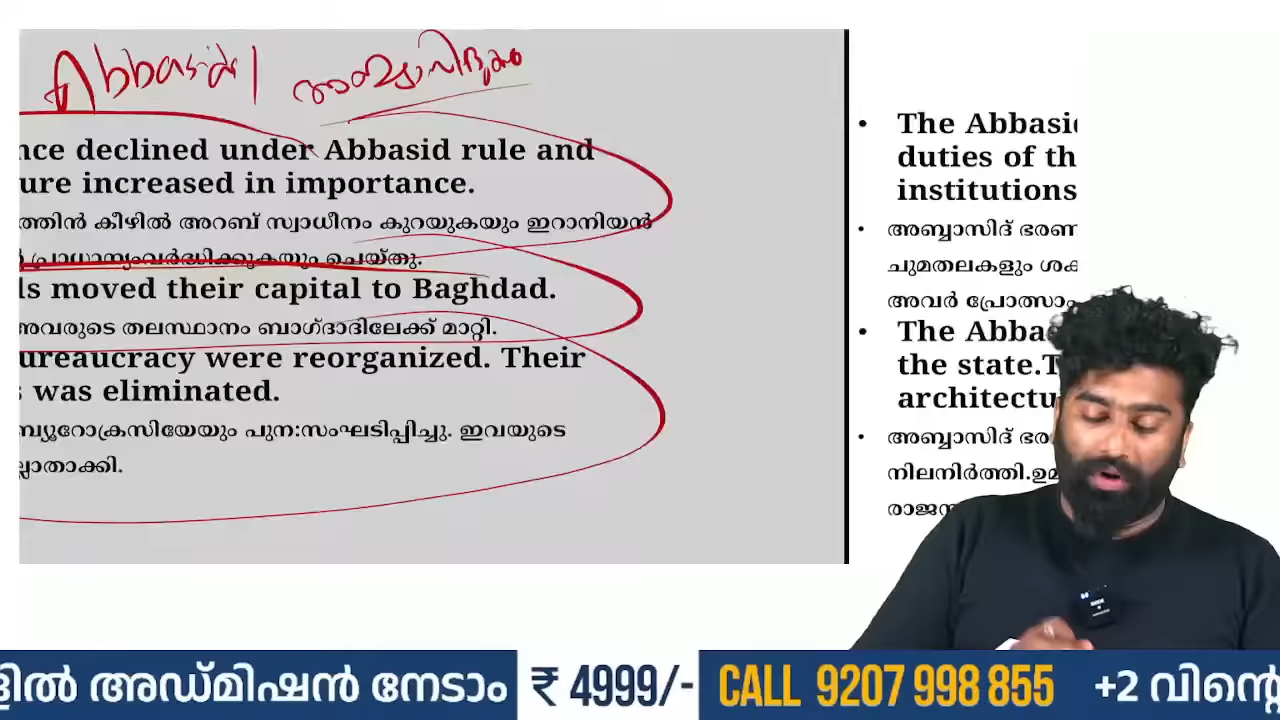 Abbasid
nce declined under Abbasid rule and
ure increased in importance.
ത്തിൻ കീഴിൽ അറബ് സ്വാധീനം കുറയുകയും ഇറാനിയൻ
പ്രാധാന്യംവർദ്ധിക്കുകയും ചെയ്തു.
ls moved their capital to Baghdad.
അവരുടെ തലസ്ഥാനം ബാഗ്ദാദിലേക്ക് മാറ്റി.
ureaucracy were reorganized. Their
s was eliminated.
ബ്യൂറോക്രസിയേയും പുന:സംഘടിപ്പിച്ചു. ഇവയുടെ
ല്ലാതാക്കി.
• The Abbasi
duties of th
institutions
• അബ്ബാസിദ് ഭരണ
ചുമതലകളും ശക
അവർ പ്രോത്സാ
• The Abba
the state.T
architectu
• അബ്ബാസിദ് ഭര
നിലനിർത്തി.ഉമ
രാജ
ളിൽ അഡ്മിഷൻ നേടാം ₹ 4999/- CALL 9207 998 855 +2 വിന്റെ